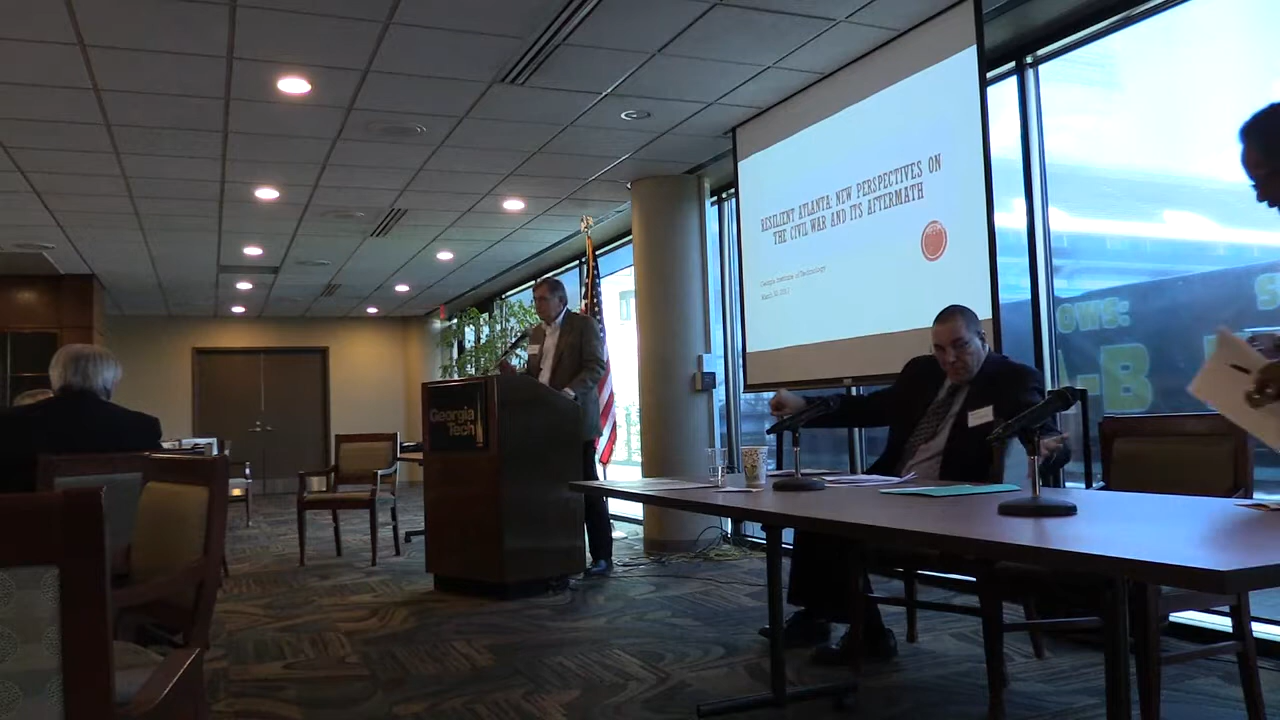 RESILIENT ATLANTA: NEW PERSPECTIVES ON
THE CIVIL WAR AND ITS AFTERMATH
Georgia Institute of Technology
Georgia
Tech
OWS:
-B